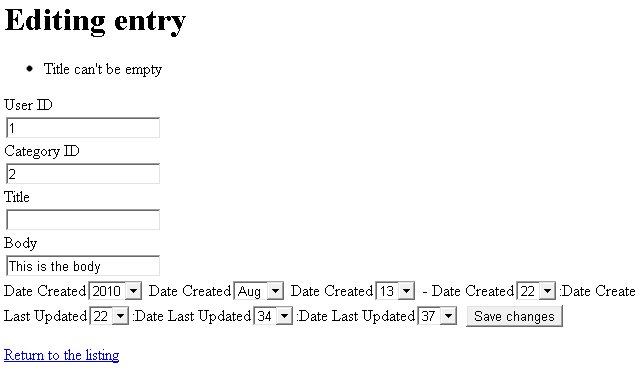 Editing entry
Title can't be empty
User ID
1
Category ID
2
Title
Body
This is the body
Date Created 2010 Date Created Aug Date Created 13 - Date Created 22 :Date Create
Last Updated 22 :Date Last Updated 34 :Date Last Updated 37 Save changes
Return to the listing